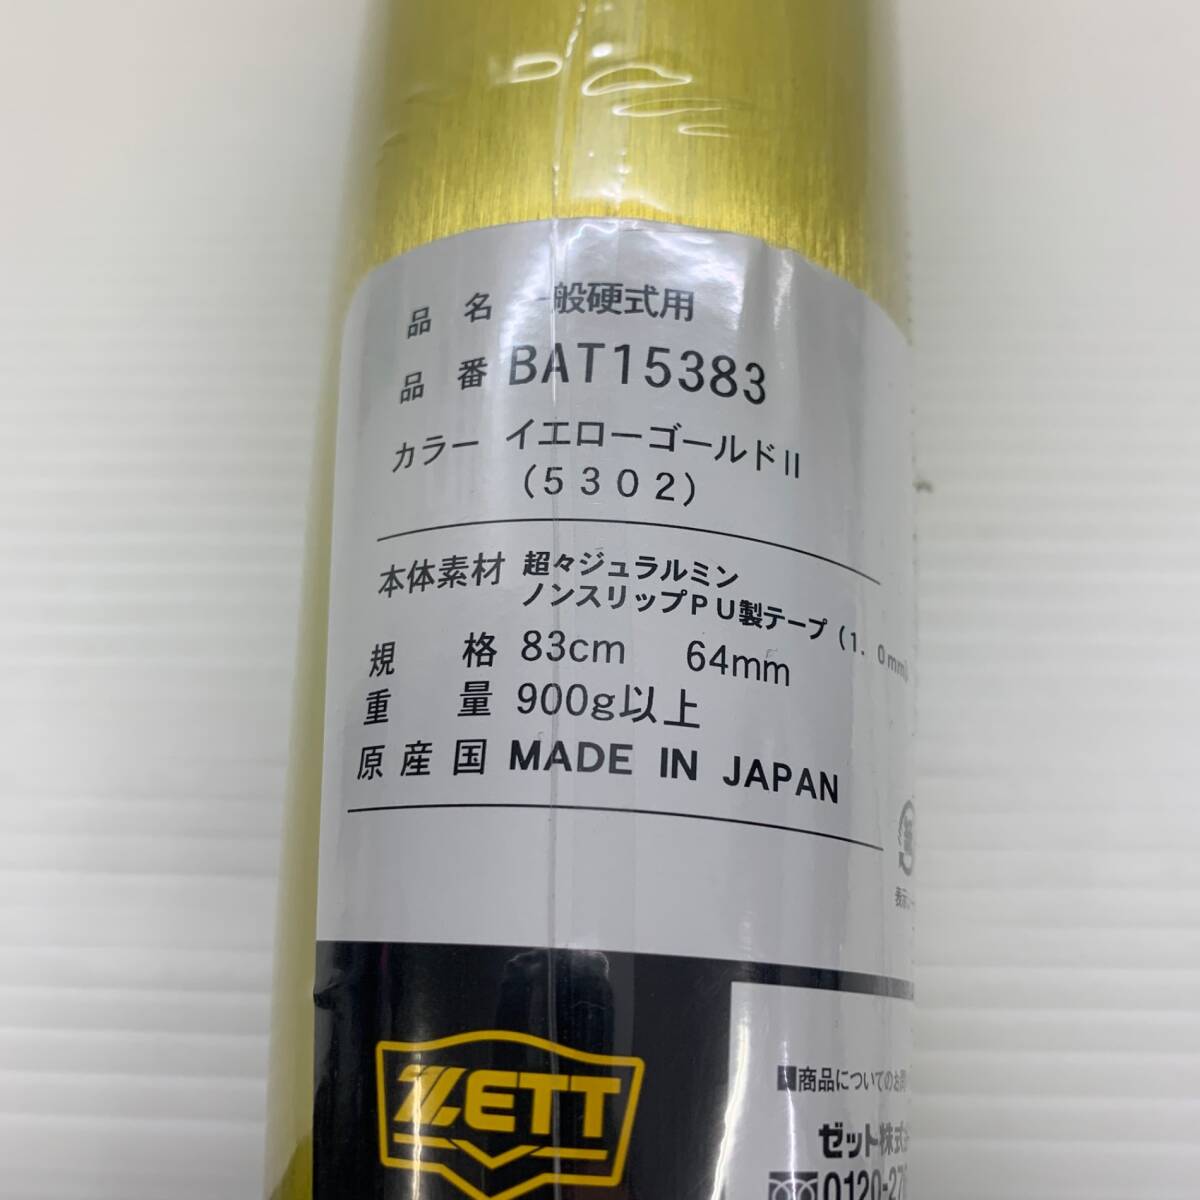 品名 一般硬式用
品番 BAT15383
カラー イエローゴールドII
(5302)
本体素材 超々ジュラルミン
ノンスリップPU製テープ(1.0mm)
規格 83cm 64mm
重量 900g以上
原産国 MADE IN JAPAN
ZETT
■商品についてのお問
ゼット株式
0120-27